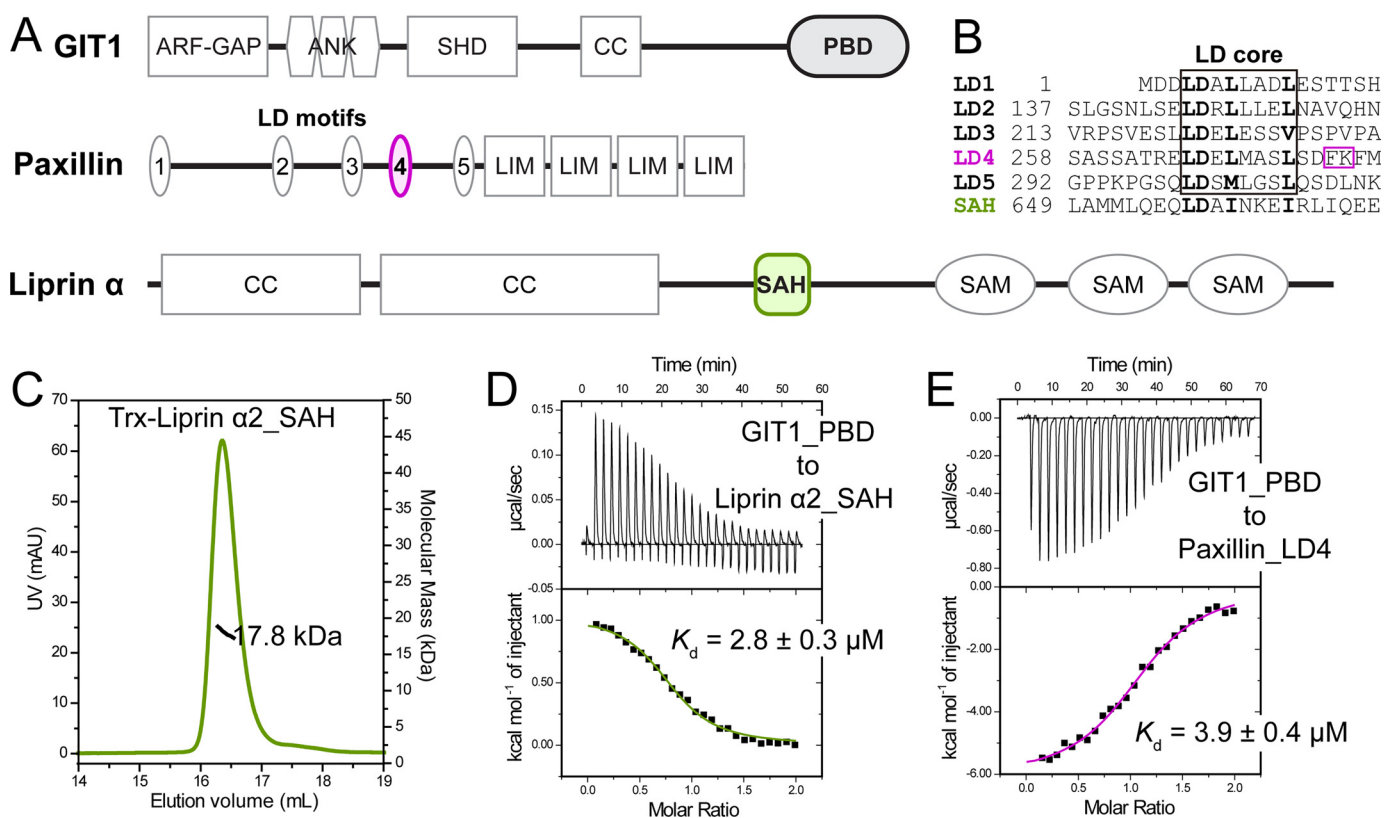 A
GIT1
ARF-GAP
ANK
SHD
CC
PBD
LD motifs
Paxillin
1
2
3
4
5
LIM
LIM
LIM
LIM
Liprin α
CC
CC
SAH
SAM
SAM
SAM
B
LD core
LD1 1 MDDLDALLADLESTTSH
LD2 137 SLGSNLSELDRLLLELNAVQHN
LD3 213 VRPSVESLLDELESSVPSPVPA
LD4 258 SASSATRELDELMASLSDFKFM
LD5 292 GPPKPGSQLDSMLGSLQSDLNK
SAH 649 LAMMLQEQLDAINKEIRLIQEE
C
Trx-Liprin α2_SAH
17.8 kDa
UV (mAU)
70
60
50
40
30
20
10
0
Molecular Mass (kDa)
50
45
40
35
30
25
20
15
10
5
0
14 15 16 17 18 19
Elution volume (mL)
D
Time (min)
0 10 20 30 40 50 60
GIT1_PBD
to
Liprin α2_SAH
µcal/sec
0.15
0.10
0.05
0.00
-0.05
Kd = 2.8 ± 0.3 µM
kcal mol⁻¹ of injectant
1.00
0.50
0.00
0.0 0.5 1.0 1.5 2.0
Molar Ratio
E
Time (min)
0 10 20 30 40 50 60 70
GIT1_PBD
to
Paxillin_LD4
µcal/sec
0.00
-0.20
-0.40
-0.60
-0.80
0.00
Kd = 3.9 ± 0.4 µM
kcal mol⁻¹ of injectant
-2.00
-4.00
-6.00
0.0 0.5 1.0 1.5 2.0
Molar Ratio